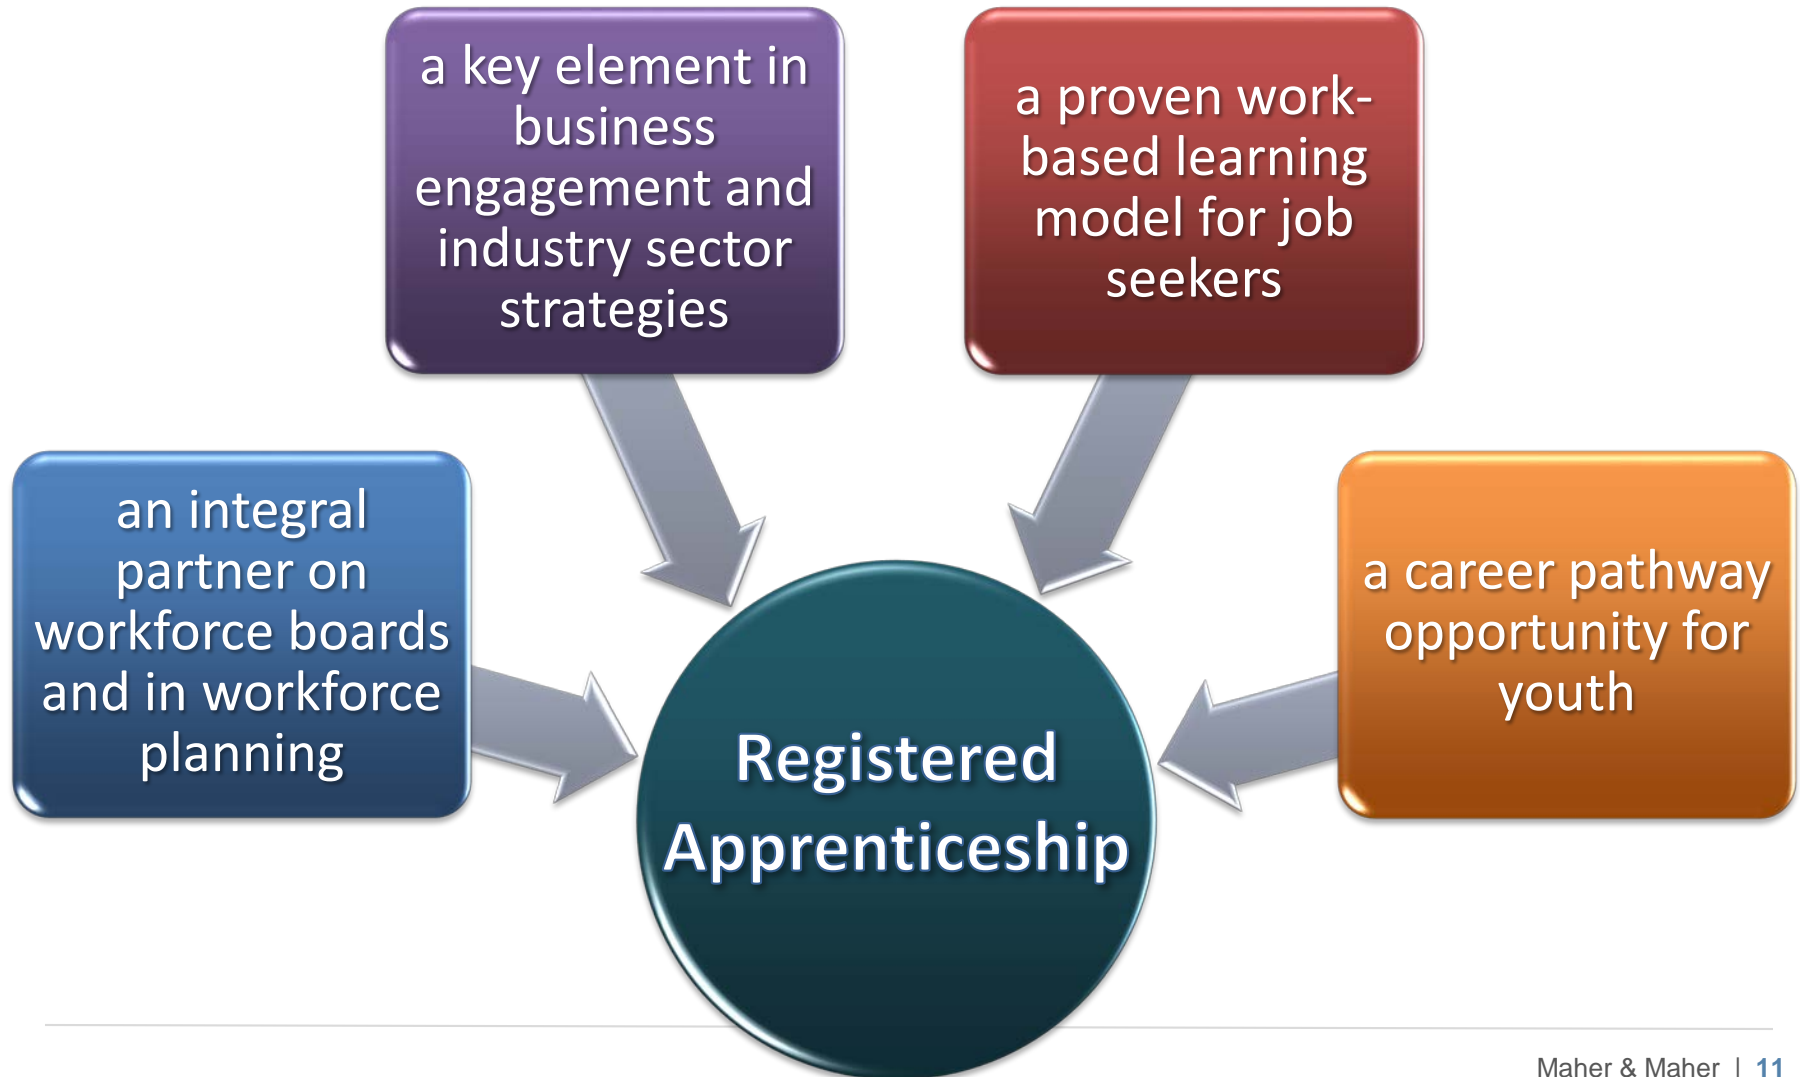 a key element in
business
engagement and
industry sector
strategies
a proven work-
based learning
model for job
seekers
an integral
partner on
workforce boards
and in workforce
planning
a career pathway
opportunity for
youth
Registered
Apprenticeship
Maher & Maher | 11